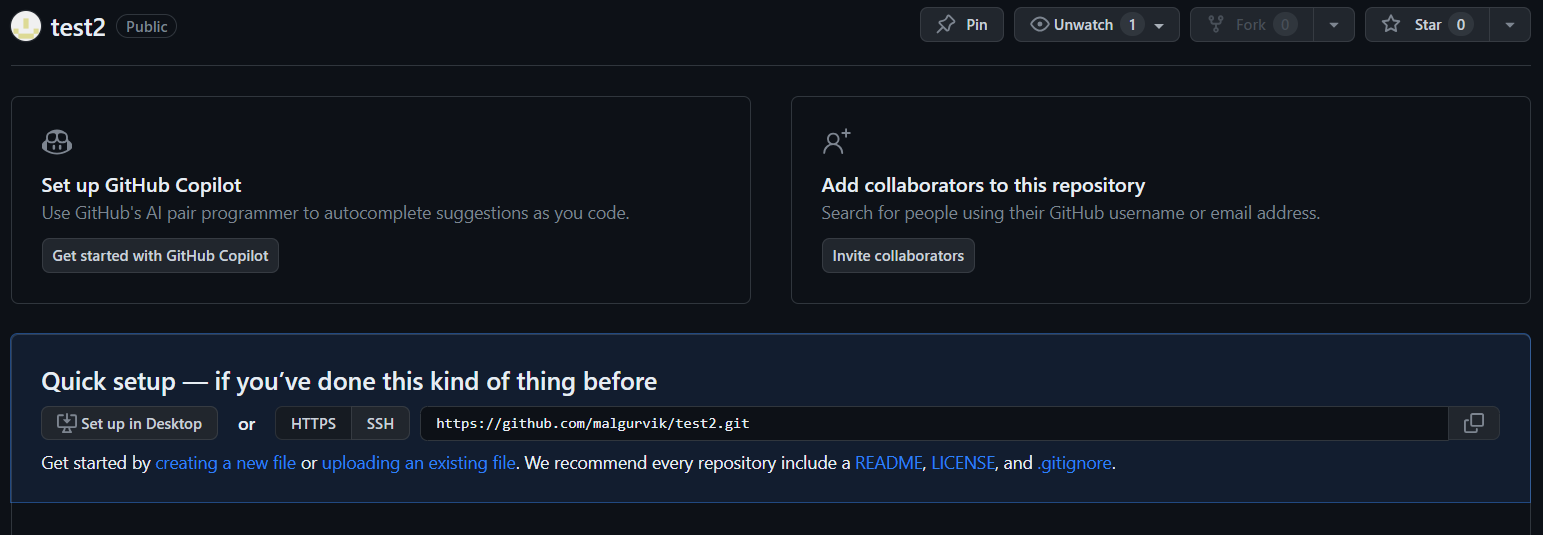 test2 Public Pin Unwatch 1 Fork 0 Star 0
Set up GitHub Copilot
Use GitHub's AI pair programmer to autocomplete suggestions as you code.
Get started with GitHub Copilot
Add collaborators to this repository
Search for people using their GitHub username or email address.
Invite collaborators
Quick setup — if you’ve done this kind of thing before
Set up in Desktop or HTTPS SSH https://github.com/malgurvik/test2.git
Get started by creating a new file or uploading an existing file. We recommend every repository include a README, LICENSE, and .gitignore.